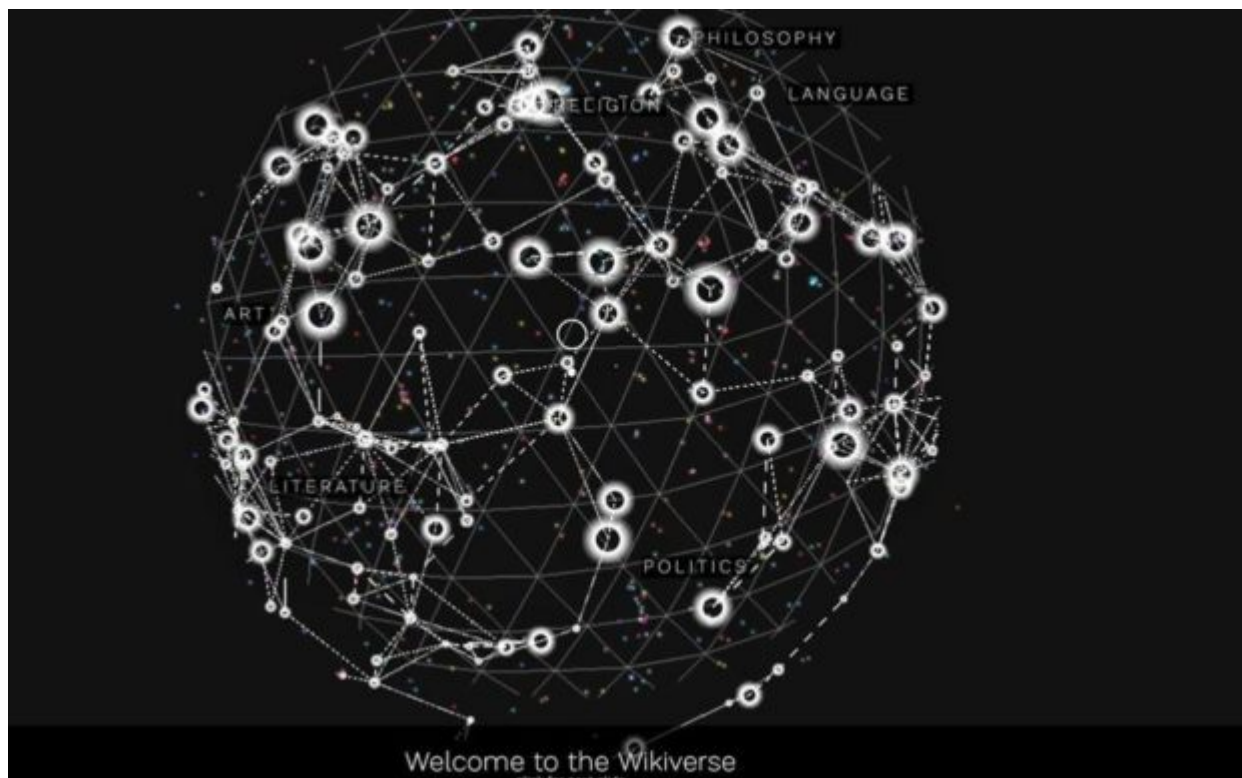 PHILOSOPHY
LANGUAGE
RELIGION
ART
LITERATURE
POLITICS
Welcome to the Wikiverse